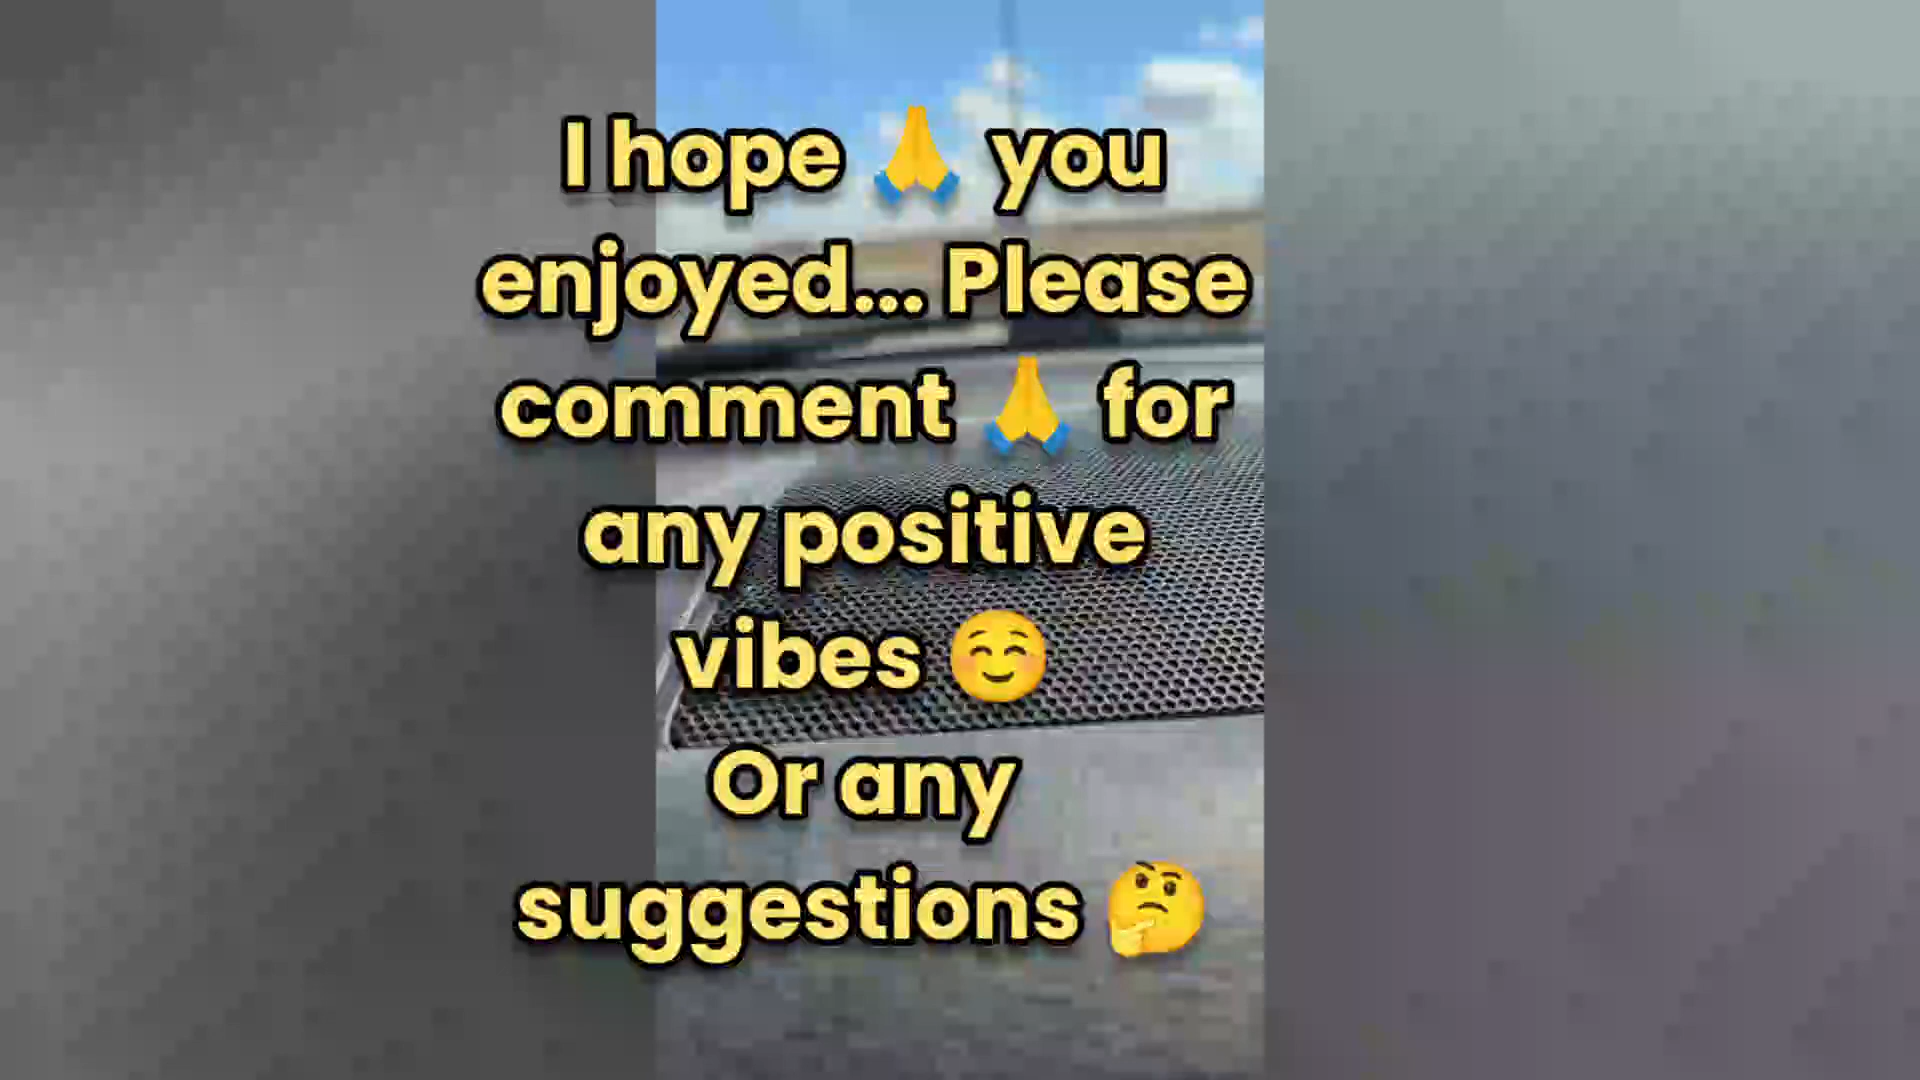 I hope 🙏 you
enjoyed... Please
comment 🙏 for
any positive
vibes ☺️
Or any
suggestions 🤔